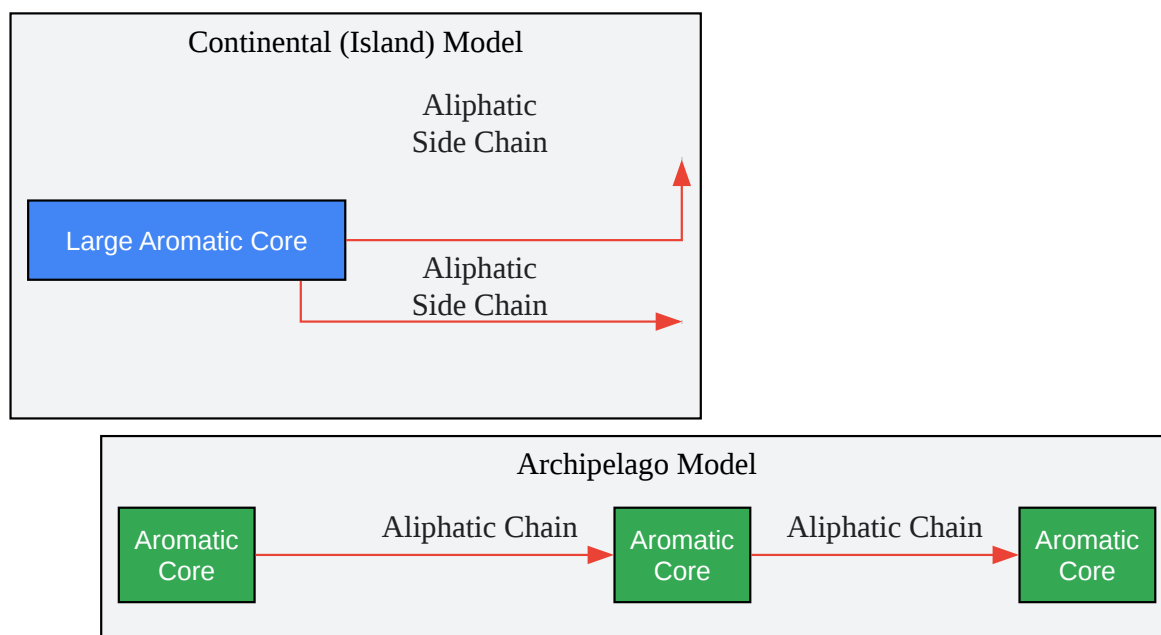 Continental (Island) Model
Aliphatic
Side Chain
Large Aromatic Core
Aliphatic
Side Chain
Archipelago Model
Aromatic
Core
Aliphatic Chain
Aromatic
Core
Aliphatic Chain
Aromatic
Core